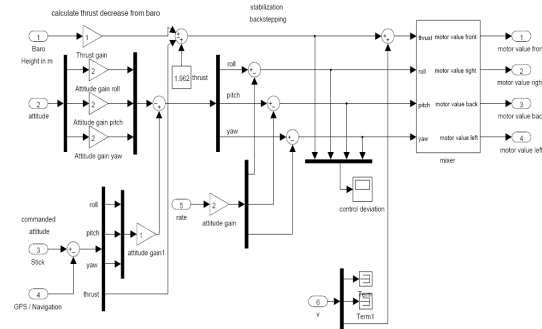 calculate thrust decrease from baro
stabilization
backstepping
1
Baro
Height in m
1
Thrust gain
2
Attitude gain roll
2
attitude
2
Attitude gain pitch
2
Attitude gain yaw
1.962
thrust
roll
pitch
yaw
thrust
roll
pitch
yaw
motor value front
motor value right
motor value back
motor value left
mixer
1
motor value fron
2
motor value righ
3
motor value bac
4
motor value left
control deviation
5
rate
2
attitude gain
commanded
attitude
3
Stick
4
GPS / Navigation
roll
pitch
yaw
thrust
1
attitude gain1
6
v
Term
Term1